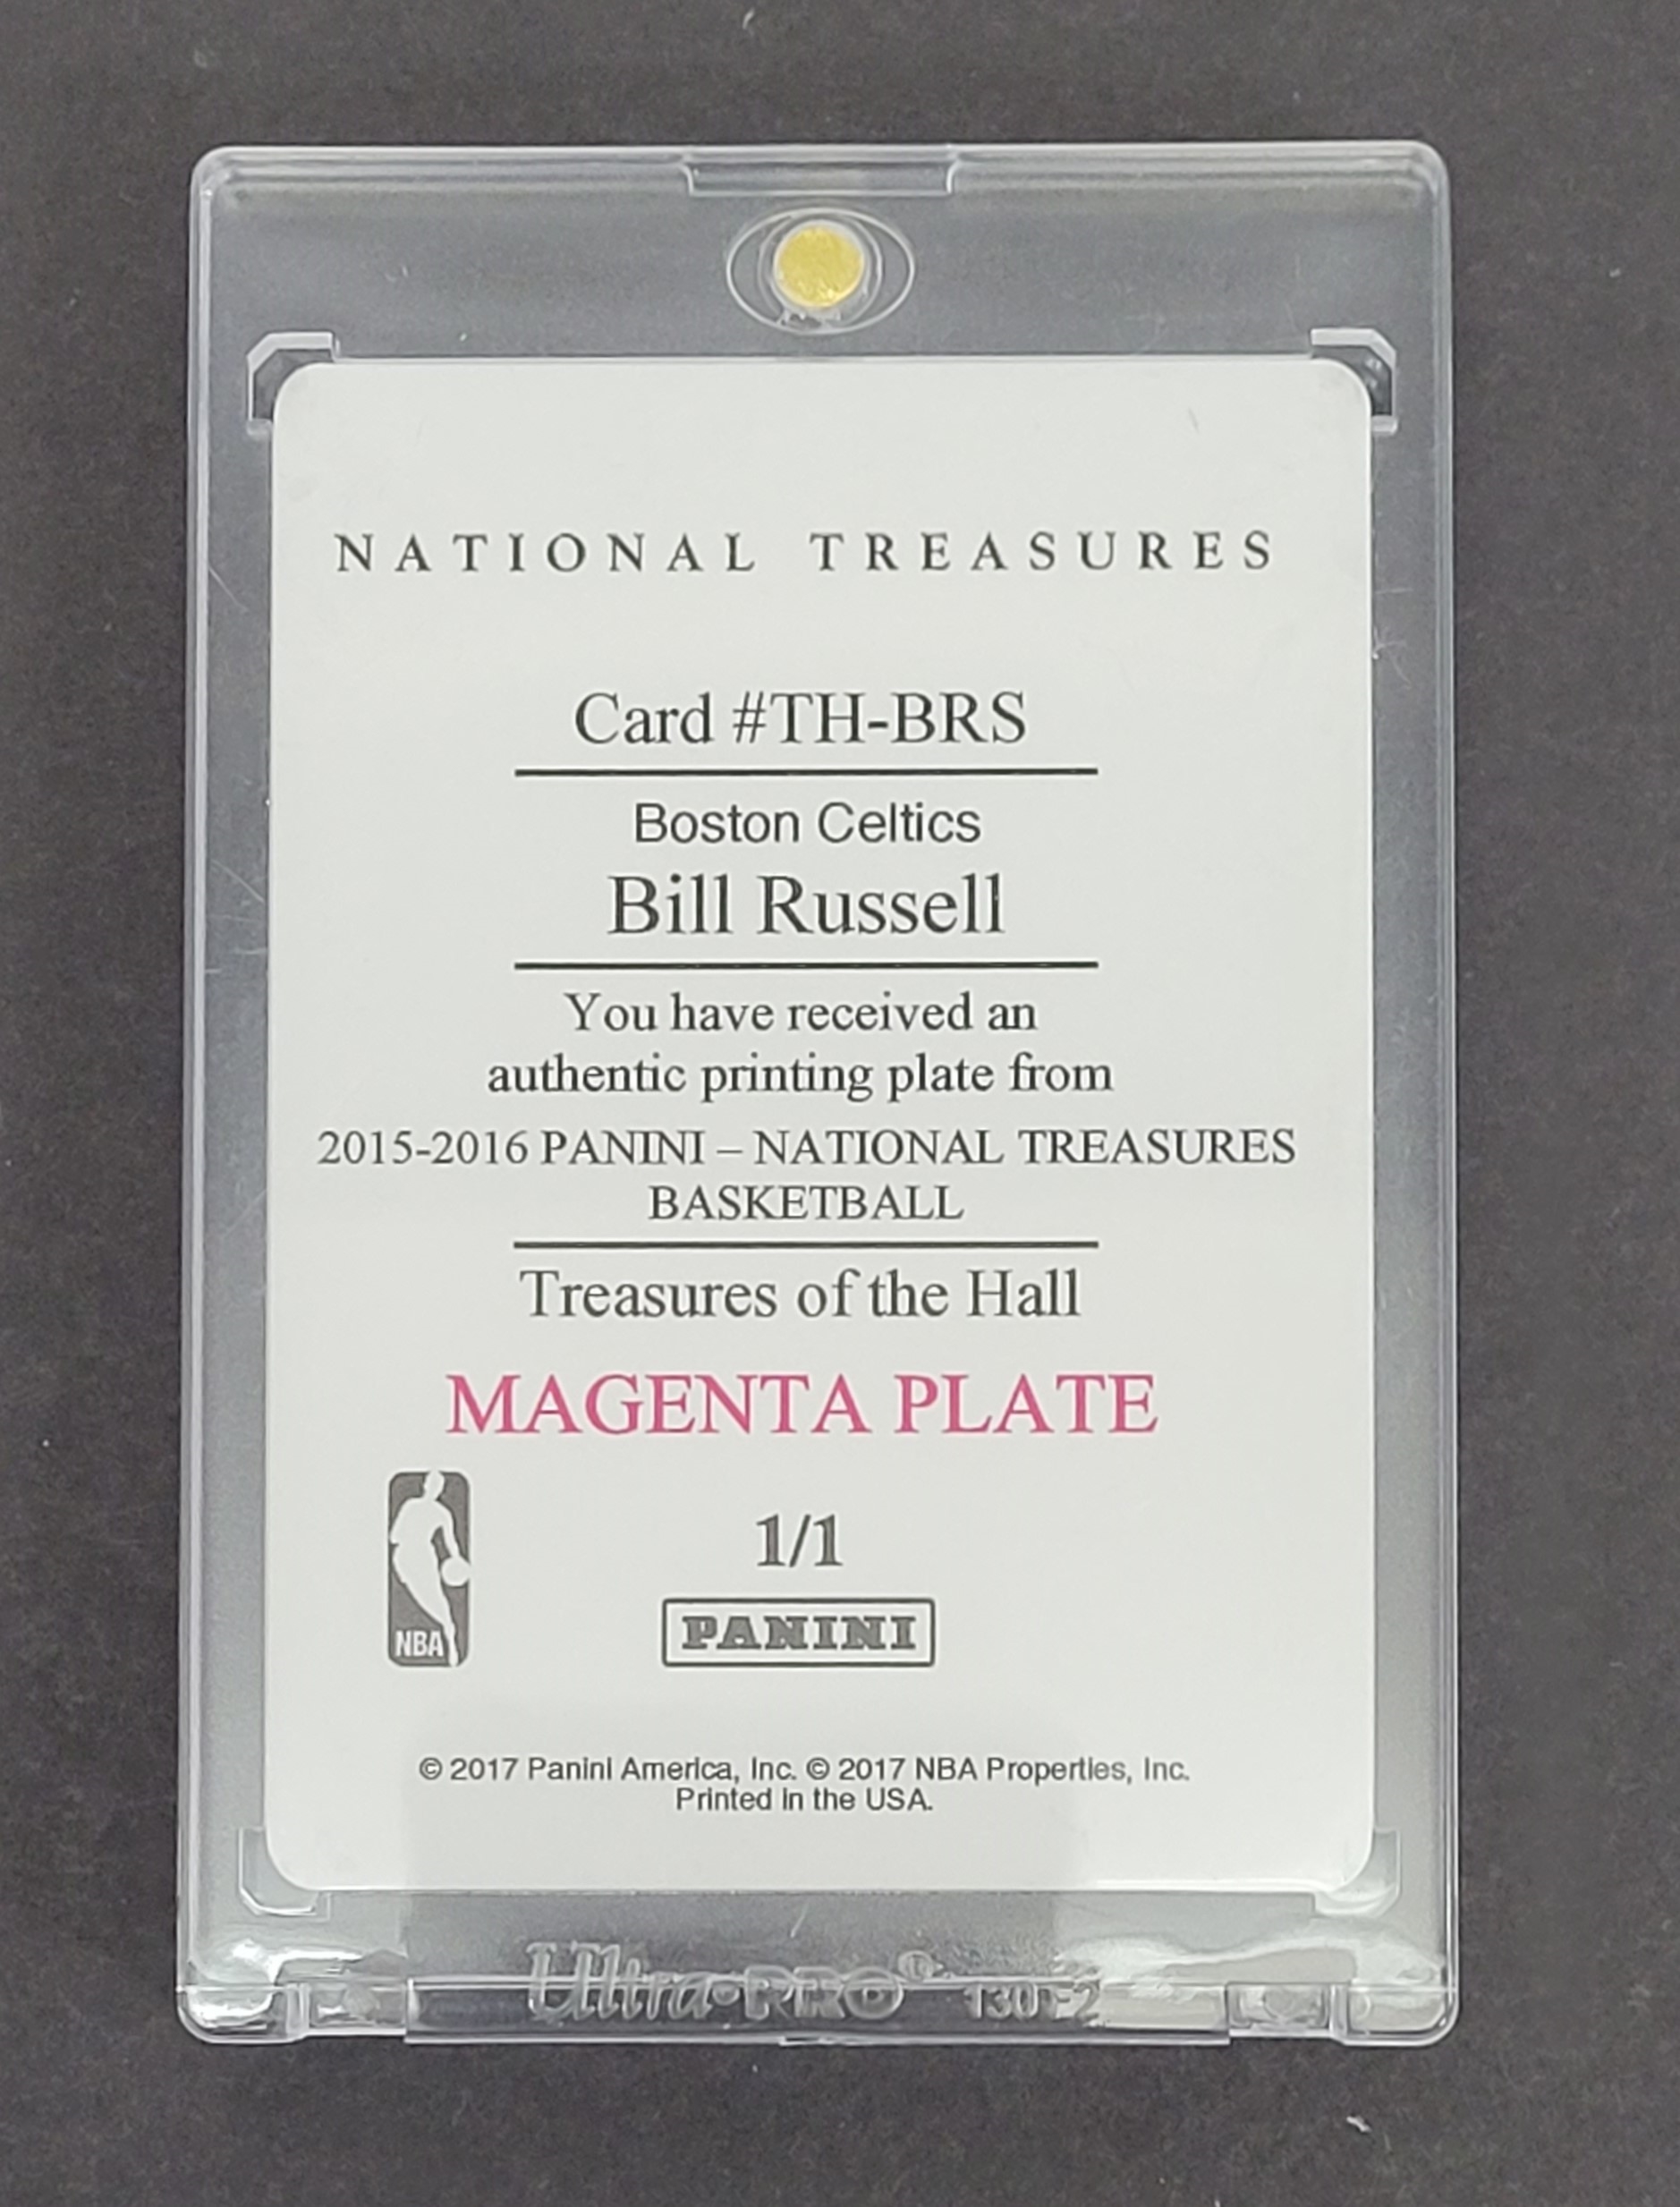 NATIONAL TREASURES
Card #TH-BRS
Boston Celtics
Bill Russell
You have received an
authentic printing plate from
2015-2016 PANINI – NATIONAL TREASURES
BASKETBALL
Treasures of the Hall
MAGENTA PLATE
1/1
NBA
PANINI
© 2017 Panini America, Inc. © 2017 NBA Properties, Inc.
Printed in the USA.
Ultra•PRO®